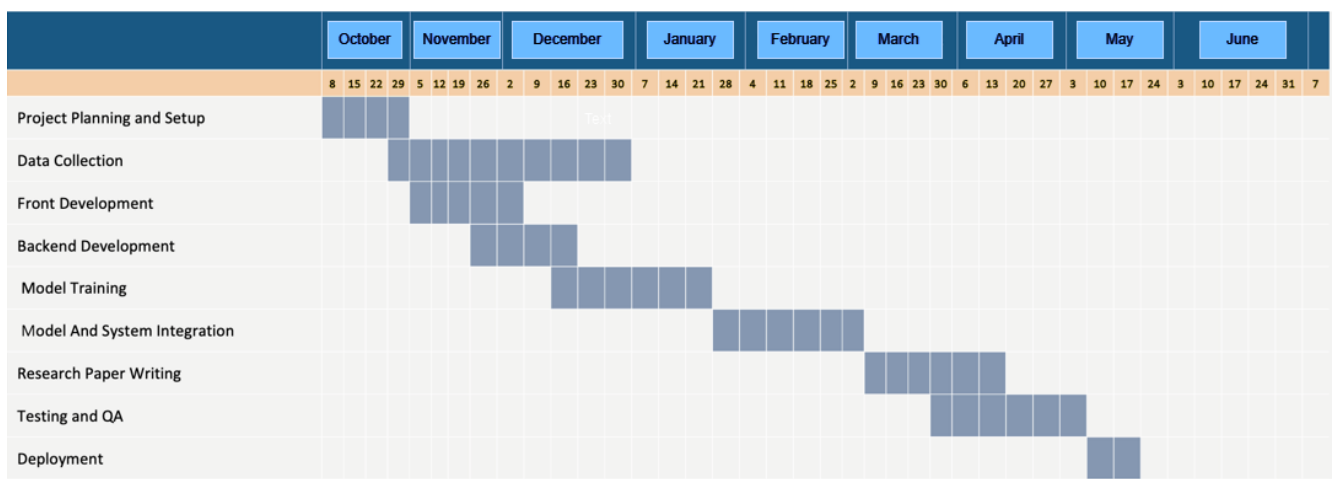 October November December January February March April May June
8 15 22 29 5 12 19 26 2 9 16 23 30 7 14 21 28 4 11 18 25 2 9 16 23 30 6 13 20 27 3 10 17 24 3 10 17 24 31 7
Project Planning and Setup Text
Data Collection
Front Development
Backend Development
Model Training
Model And System Integration
Research Paper Writing
Testing and QA
Deployment